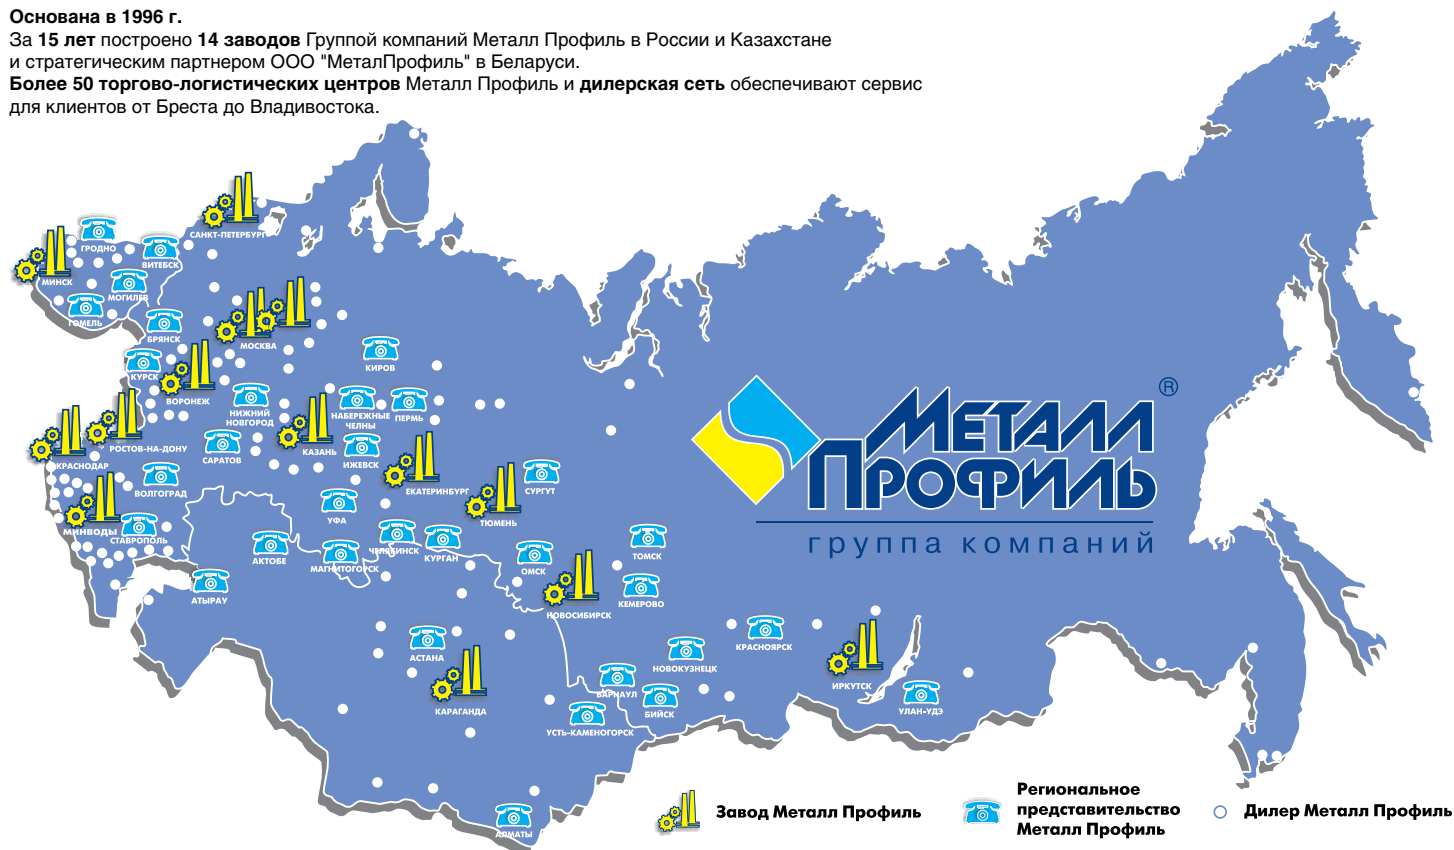 Основана в 1996 г.
За 15 лет построено 14 заводов Группой компаний Металл Профиль в России и Казахстане
и стратегическим партнером ООО "МеталПрофиль" в Беларуси.
Более 50 торгово-логистических центров Металл Профиль и дилерская сеть обеспечивают сервис
для клиентов от Бреста до Владивостока.
САНКТ-ПЕТЕРБУРГ
ГРОДНО
ВИТЕБСК
МИНСК
МОГИЛЕВ
ГОМЕЛЬ
БРЯНСК
МОСКВА
КИРОВ
КУРСК
ВОРОНЕЖ
НИЖНИЙ
НОВГОРОД
НАБЕРЕЖНЫЕ
ЧЕЛНЫ
ПЕРМЬ
РОСТОВ-НА-ДОНУ
КАЗАНЬ
САРАТОВ
ИЖЕВСК
КРАСНОДАР
ВОЛГОГРАД
ЕКАТЕРИНБУРГ
СУРГУТ
УФА
ТЮМЕНЬ
МИНВОДЫ
СТАВРОПОЛЬ
АКТОБЕ
МАГНИТОГОРСК
ЧЕЛЯБИНСК
КУРГАН
ОМСК
ТОМСК
АТЫРАУ
НОВОСИБИРСК
КЕМЕРОВО
АСТАНА
КРАСНОЯРСК
НОВОКУЗНЕЦК
ИРКУТСК
БАРНАУЛ
КАРАГАНДА
БИЙСК
УЛАН-УДЭ
УСТЬ-КАМЕНОГОРСК
АЛМАТЫ
МЕТАЛЛ ®
ПРОФИЛЬ
группа компаний
Завод Металл Профиль
Региональное
представительство
Металл Профиль
Дилер Металл Профиль